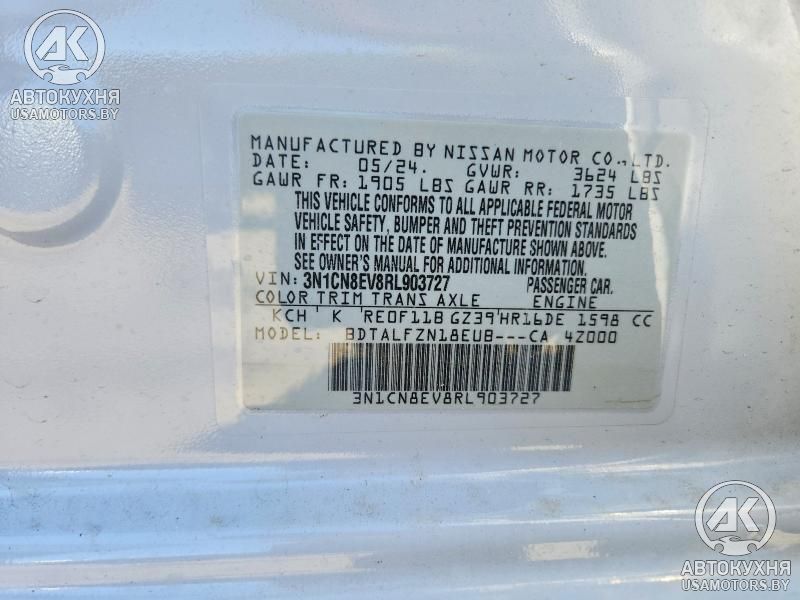 AK
АВТОКУХНЯ
USAMOTORS.BY
MANUFACTURED BY NISSAN MOTOR CO.,LTD.
DATE: 05/24. GVWR: 3624 LBS
GAWR FR: 1905 LBS GAWR RR: 1735 LBS
THIS VEHICLE CONFORMS TO ALL APPLICABLE FEDERAL MOTOR
VEHICLE SAFETY, BUMPER AND THEFT PREVENTION STANDARDS
IN EFFECT ON THE DATE OF MANUFACTURE SHOWN ABOVE.
SEE OWNER'S MANUAL FOR ADDITIONAL INFORMATION.
VIN: 3N1CN8EV8RL903727 PASSENGER CAR.
COLOR TRIM TRANS AXLE ENGINE
KCH K RE0F11B GZ39 HR16DE 1598 CC
MODEL: BDTALFZN18EUB---CA 4Z000
3N1CN8EV8RL903727
AK
АВТОКУХНЯ
USAMOTORS.BY